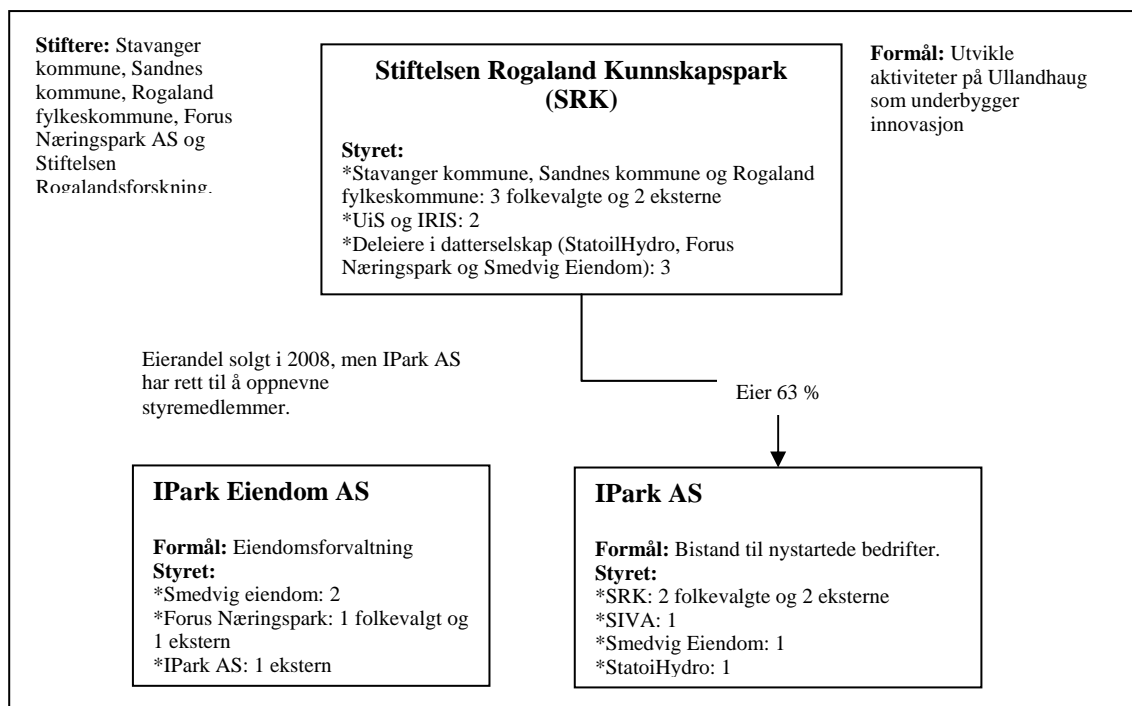 Stiftere: Stavanger
kommune, Sandnes
kommune, Rogaland
fylkeskommune, Forus
Næringspark AS og
Stiftelsen
Rogalandsforskning.
Stiftelsen Rogaland Kunnskapspark
(SRK)
Styret:
*Stavanger kommune, Sandnes kommune og Rogaland
fylkeskommune: 3 folkevalgte og 2 eksterne
*UiS og IRIS: 2
*Deleiere i datterselskap (StatoilHydro, Forus
Næringspark og Smedvig Eiendom): 3
Formål: Utvikle
aktiviteter på Ullandhaug
som underbygger
innovasjon
Eierandel solgt i 2008, men IPark AS
har rett til å oppnevne
styremedlemmer.
Eier 63 %
IPark Eiendom AS
Formål: Eiendomsforvaltning
Styret:
*Smedvig eiendom: 2
*Forus Næringspark: 1 folkevalgt og
1 ekstern
*IPark AS: 1 ekstern
IPark AS
Formål: Bistand til nystartede bedrifter.
Styret:
*SRK: 2 folkevalgte og 2 eksterne
*SIVA: 1
*Smedvig Eiendom: 1
*StatoiHydro: 1